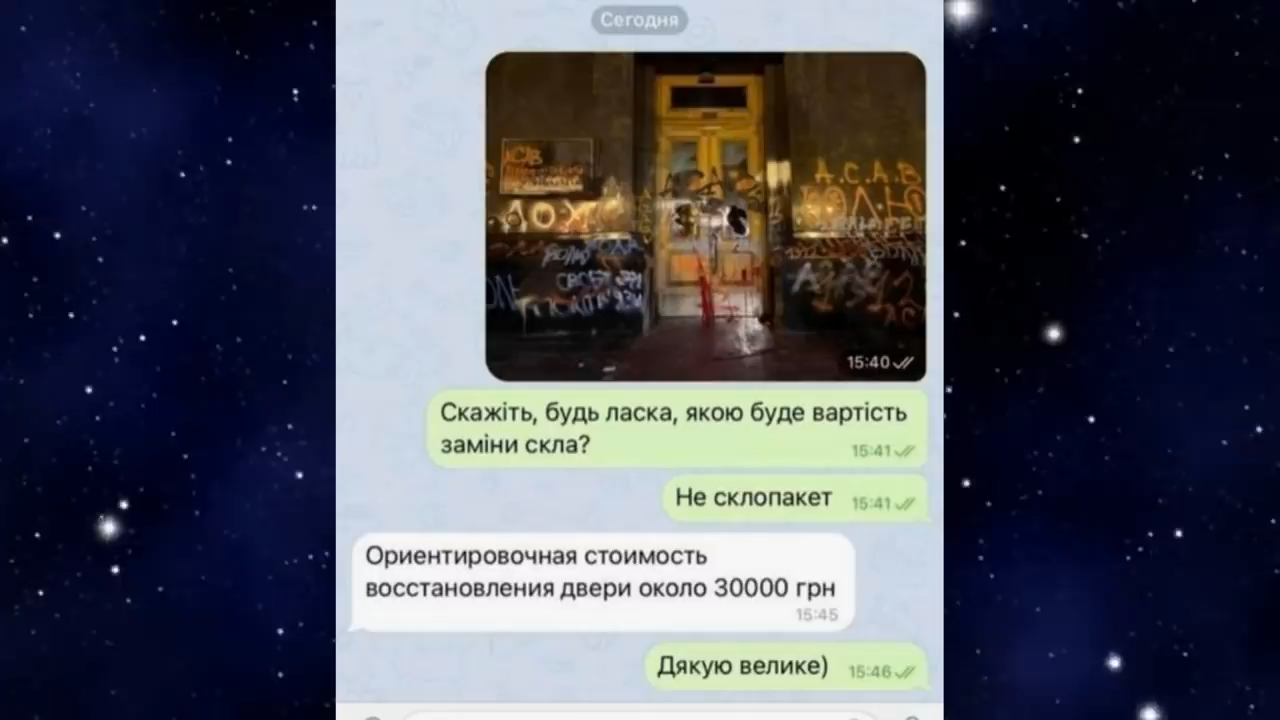 Сегодня
АСАВ
А.С.А.В
15:40
Скажіть, будь ласка, якою буде вартість
заміни скла?
15:41
Не склопакет 15:41
Ориентировочная стоимость
восстановления двери около 30000 грн
15:45
Дякую велике) 15:46